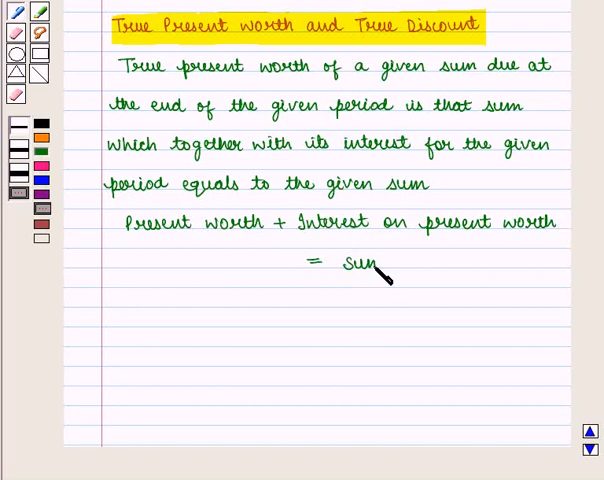 True Present worth and True Discount
True present worth of a given sum due at
the end of the given period is that sum
which together with its interest for the given
period equals to the given sum
Present worth + Interest on present worth
= sum